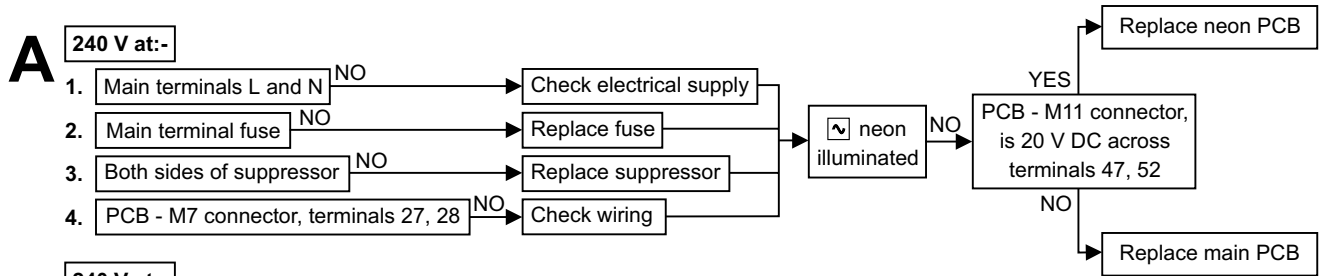 A
240 V at:-
1. Main terminals L and N NO Check electrical supply
2. Main terminal fuse NO Replace fuse
3. Both sides of suppressor NO Replace suppressor
4. PCB - M7 connector, terminals 27, 28 NO Check wiring
neon
illuminated
NO
PCB - M11 connector,
is 20 V DC across
terminals 47, 52
YES
Replace neon PCB
NO
Replace main PCB
240 V at:-